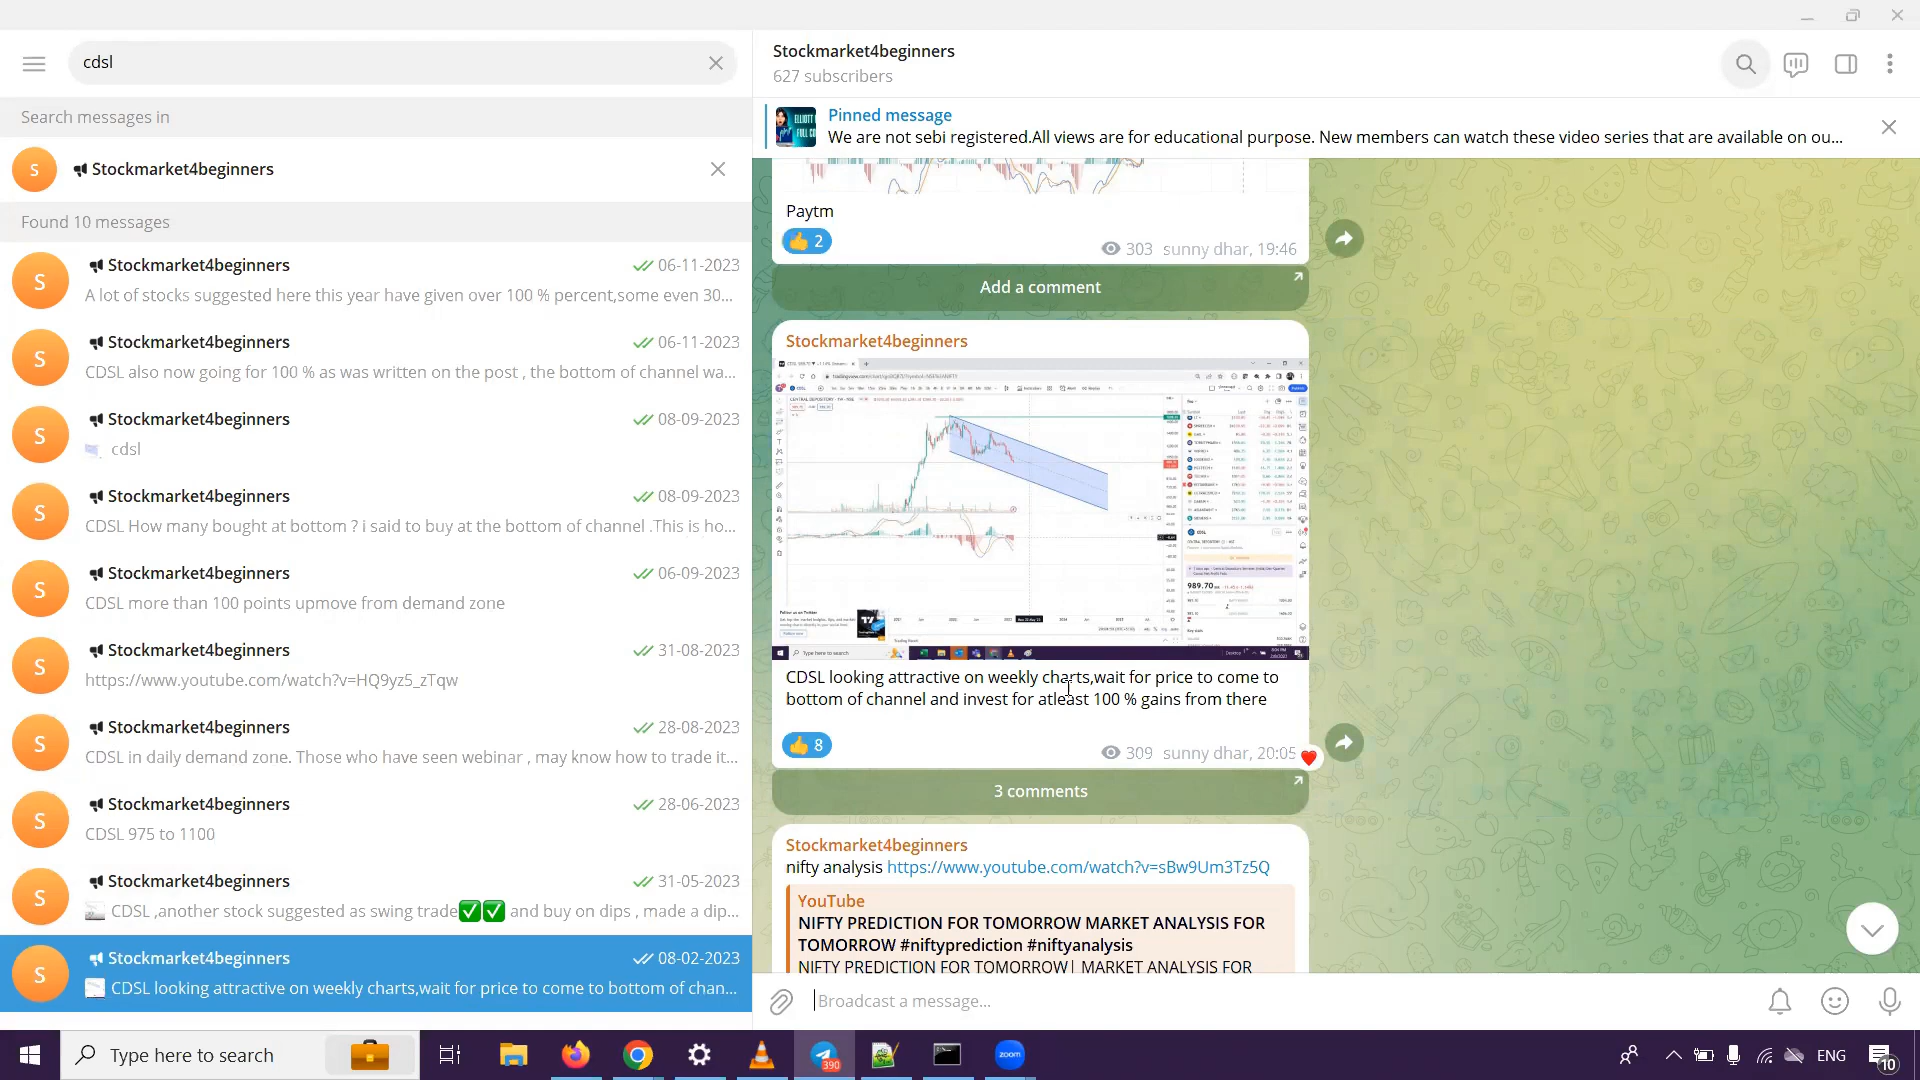 cdsl
Search messages in
S
Stockmarket4beginners
Found 10 messages
S
Stockmarket4beginners
06-11-2023
A lot of stocks suggested here this year have given over 100 % percent,some even 30...
S
Stockmarket4beginners
06-11-2023
CDSL also now going for 100 % as was written on the post , the bottom of channel wa...
S
Stockmarket4beginners
08-09-2023
cdsl
S
Stockmarket4beginners
08-09-2023
CDSL How many bought at bottom ? i said to buy at the bottom of channel .This is ho...
S
Stockmarket4beginners
06-09-2023
CDSL more than 100 points upmove from demand zone
S
Stockmarket4beginners
31-08-2023
https://www.youtube.com/watch?v=HQ9yz5_zTqw
S
Stockmarket4beginners
28-08-2023
CDSL in daily demand zone. Those who have seen webinar , may know how to trade it...
S
Stockmarket4beginners
28-06-2023
CDSL 975 to 1100
S
Stockmarket4beginners
31-05-2023
CDSL ,another stock suggested as swing trade✅✅ and buy on dips , made a dip...
S
Stockmarket4beginners
08-02-2023
CDSL looking attractive on weekly charts,wait for price to come to bottom of chan...
Stockmarket4beginners
627 subscribers
Pinned message
We are not sebi registered.All views are for educational purpose. New members can watch these video series that are available on ou...
Paytm
👍 2
303 sunny dhar, 19:46
Add a comment
Stockmarket4beginners
989.70
Type here to search
CDSL looking attractive on weekly charts,wait for price to come to
bottom of channel and invest for atleast 100 % gains from there
👍 8
309 sunny dhar, 20:05
3 comments
Stockmarket4beginners
nifty analysis https://www.youtube.com/watch?v=sBw9Um3Tz5Q
YouTube
NIFTY PREDICTION FOR TOMORROW MARKET ANALYSIS FOR
TOMORROW #niftyprediction #niftyanalysis
NIFTY PREDICTION FOR TOMORROW| MARKET ANALYSIS FOR
Broadcast a message...
Type here to search
390
zoom
ENG
10